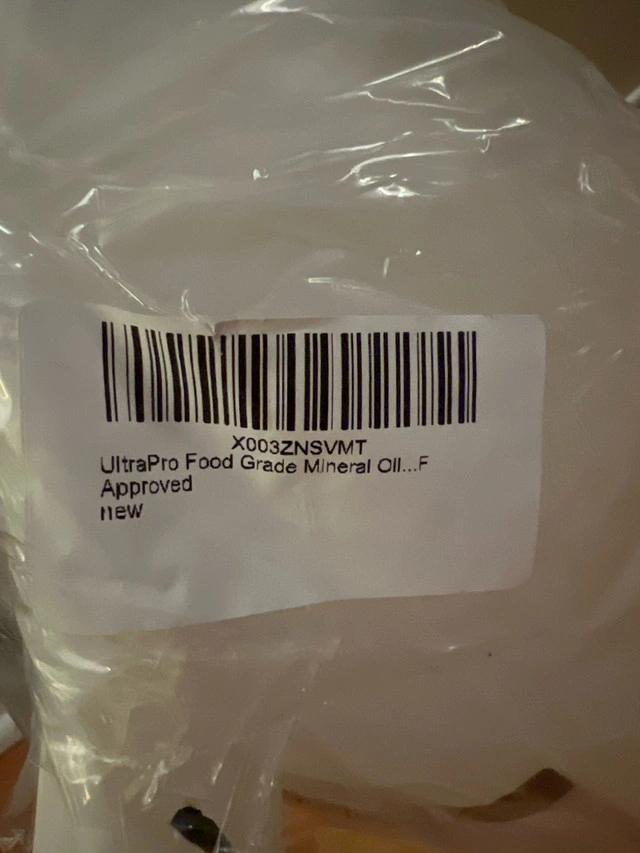 X003ZNSVMT
UltraPro Food Grade Mineral Oil...F
Approved
new